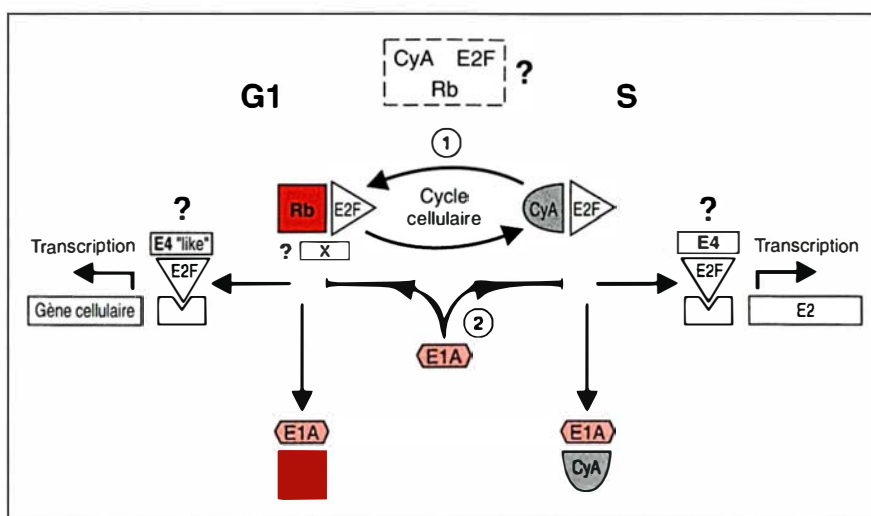 CyA E2F
Rb
?
G1
S
1
Rb
E2F
Cycle
cellulaire
CyA
E2F
? X
?
E4 "like"
E2F
Transcription
Gène cellulaire
?
E4
E2F
Transcription
E2
2
E1A
E1A
E1A
CyA